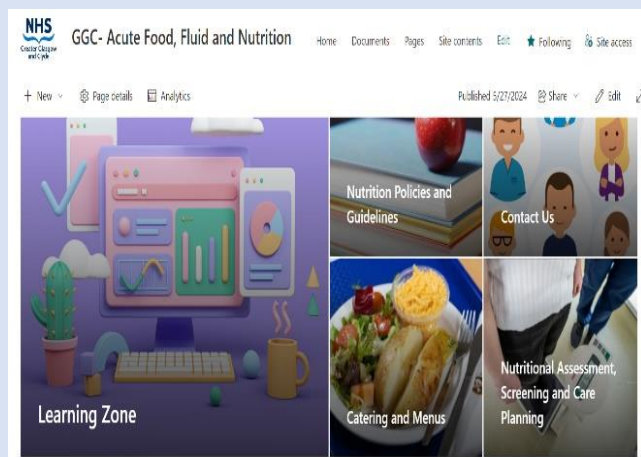 NHS
Greater Glasgow
and Clyde
GGC- Acute Food, Fluid and Nutrition
Home Documents Pages Site contents Edit Following Site access
+ New Page details Analytics
Published 5/27/2024 Share Edit
Learning Zone
Nutrition Policies and
Guidelines
Contact Us
Catering and Menus
Nutritional Assessment,
Screening and Care
Planning